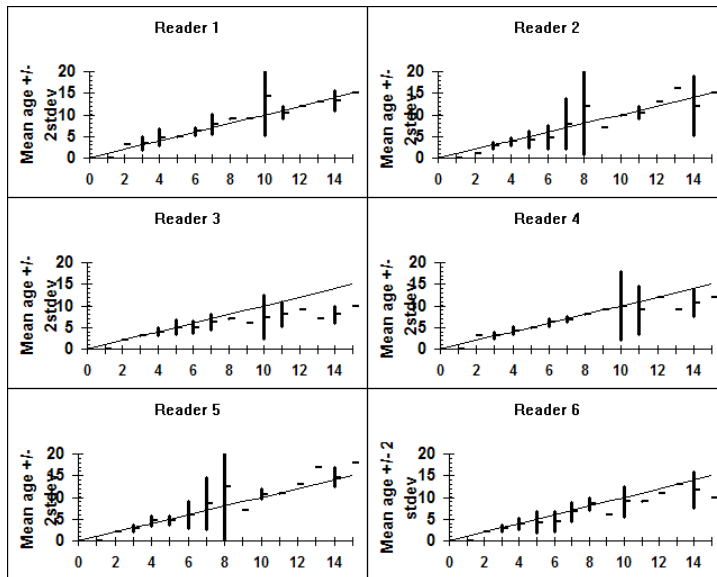 Reader 1
Mean age +/-
2stdev
20
15
10
5
0
0 2 4 6 8 10 12 14
Reader 2
Mean age +/-
2stdev
20
15
10
5
0
0 2 4 6 8 10 12 14
Reader 3
Mean age +/-
2stdev
20
15
10
5
0
0 2 4 6 8 10 12 14
Reader 4
Mean age +/-
2stdev
20
15
10
5
0
0 2 4 6 8 10 12 14
Reader 5
Mean age +/-
2stdev
20
15
10
5
0
0 2 4 6 8 10 12 14
Reader 6
Mean age +/- 2
stdev
20
15
10
5
0
0 2 4 6 8 10 12 14